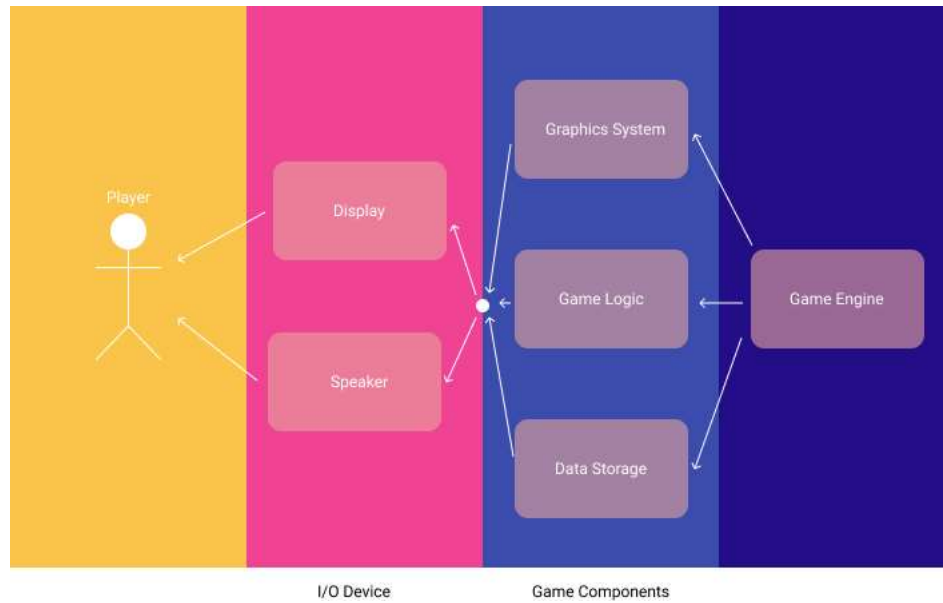 Player
Display
Speaker
Graphics System
Game Logic
Data Storage
Game Engine
I/O Device
Game Components